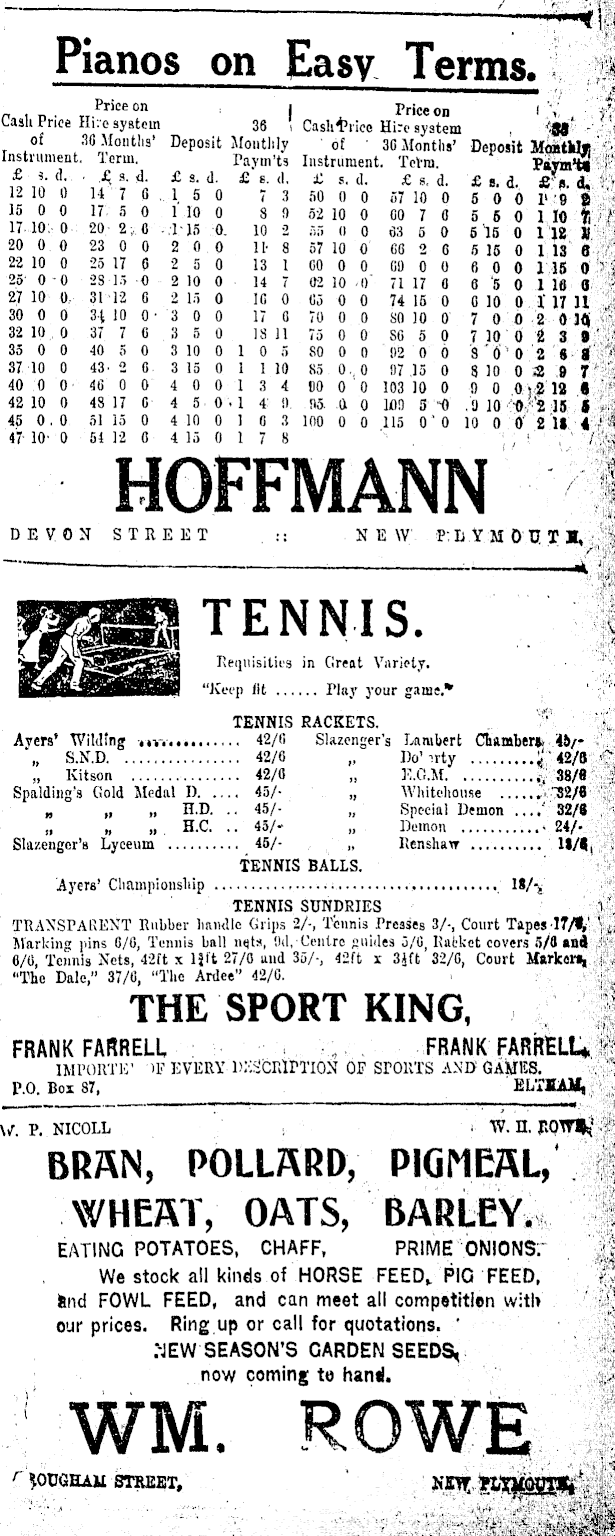 Pianos on Easy Terms.
Price on
Cash Price Hire system 36
of 36 Months' Deposit Monthly
Instrument. Term. Paym'ts
£ s. d. £ s. d. £ s. d. £ s. d.
12 10 0 14 7 6 1 5 0 7 3
15 0 0 17 5 0 1 10 0 8 9
17 10 0 20 2 6 1 15 0 10 2
20 0 0 23 0 0 2 0 0 11 8
22 10 0 25 17 6 2 5 0 13 1
25 0 0 28 15 0 2 10 0 14 7
27 10 0 31 12 6 2 15 0 16 0
30 0 0 34 10 0 3 0 0 17 6
32 10 0 37 7 6 3 5 0 18 11
35 0 0 40 5 0 3 10 0 1 0 5
37 10 0 43 2 6 3 15 0 1 1 10
40 0 0 46 0 0 4 0 0 1 3 4
42 10 0 48 17 6 4 5 0 1 4 9
45 0 0 51 15 0 4 10 0 1 6 3
47 10 0 54 12 6 4 15 0 1 7 8
Price on
Cash Price Hire system 36
of 36 Months' Deposit Monthly
Instrument. Term. Paym'ts
£ s. d. £ s. d. £ s. d. £ s. d.
50 0 0 57 10 0 5 0 0 1 9 2
52 10 0 60 7 6 5 5 0 1 10 7
55 0 0 63 5 0 5 15 0 1 12 1
57 10 0 66 2 6 5 15 0 1 13 6
60 0 0 69 0 0 6 0 0 1 15 0
62 10 0 71 17 6 6 5 0 1 16 6
65 0 0 74 15 0 6 10 0 1 17 11
70 0 0 80 10 0 7 0 0 2 0 10
75 0 0 86 5 0 7 10 0 2 3 9
80 0 0 92 0 0 8 0 0 2 6 8
85 0 0 97 15 0 8 10 0 2 9 7
90 0 0 103 10 0 9 0 0 2 12 6
95 0 0 109 5 0 9 10 0 2 15 5
100 0 0 115 0 0 10 0 0 2 18 4
HOFFMANN
DEVON STREET :: NEW PLYMOUTH.
TENNIS.
Requisities in Great Variety.
"Keep fit ...... Play your game."
TENNIS RACKETS.
Ayers' Wilding ............. 42/6
„ S.N.D. ................ 42/6
„ Kitson ............... 42/6
Spalding's Gold Medal D. .... 45/-
„ „ „ H.D. .. 45/-
„ „ „ H.C. .. 45/-
Slazenger's Lyceum .......... 45/-
Slazenger's Lambert Chambers 45/-
„ Doherty .......... 42/6
„ E.G.M. ........... 38/6
„ Whitehouse ...... 32/6
„ Special Demon .... 32/6
„ Demon ........... 24/-
„ Renshaw .......... 18/6
TENNIS BALLS.
Ayers' Championship ........................................ 18/-
TENNIS SUNDRIES
TRANSPARENT Rubber handle Grips 2/-, Tennis Presses 3/-, Court Tapes 17/6,
Marking pins 6/6, Tennis ball nets, 9d, Centre guides 5/6, Racket covers 5/6 and
6/6, Tennis Nets, 42ft x 1¾ft 27/6 and 35/-, 42ft x 3½ft 32/6, Court Markers,
"The Dale," 37/6, "The Ardee" 42/6.
THE SPORT KING,
FRANK FARRELL FRANK FARRELL.
IMPORTE OF EVERY DESCRIPTION OF SPORTS AND GAMES.
P.O. Box 87, ELTHAM.
W. P. NICOLL W. H. ROWE.
BRAN, POLLARD, PIGMEAL,
WHEAT, OATS, BARLEY.
EATING POTATOES, CHAFF, PRIME ONIONS.
We stock all kinds of HORSE FEED, PIG FEED,
and FOWL FEED, and can meet all competition with
our prices. Ring up or call for quotations.
NEW SEASON'S GARDEN SEEDS,
now coming to hand.
WM. ROWE
BROUGHAM STREET, NEW PLYMOUTH.